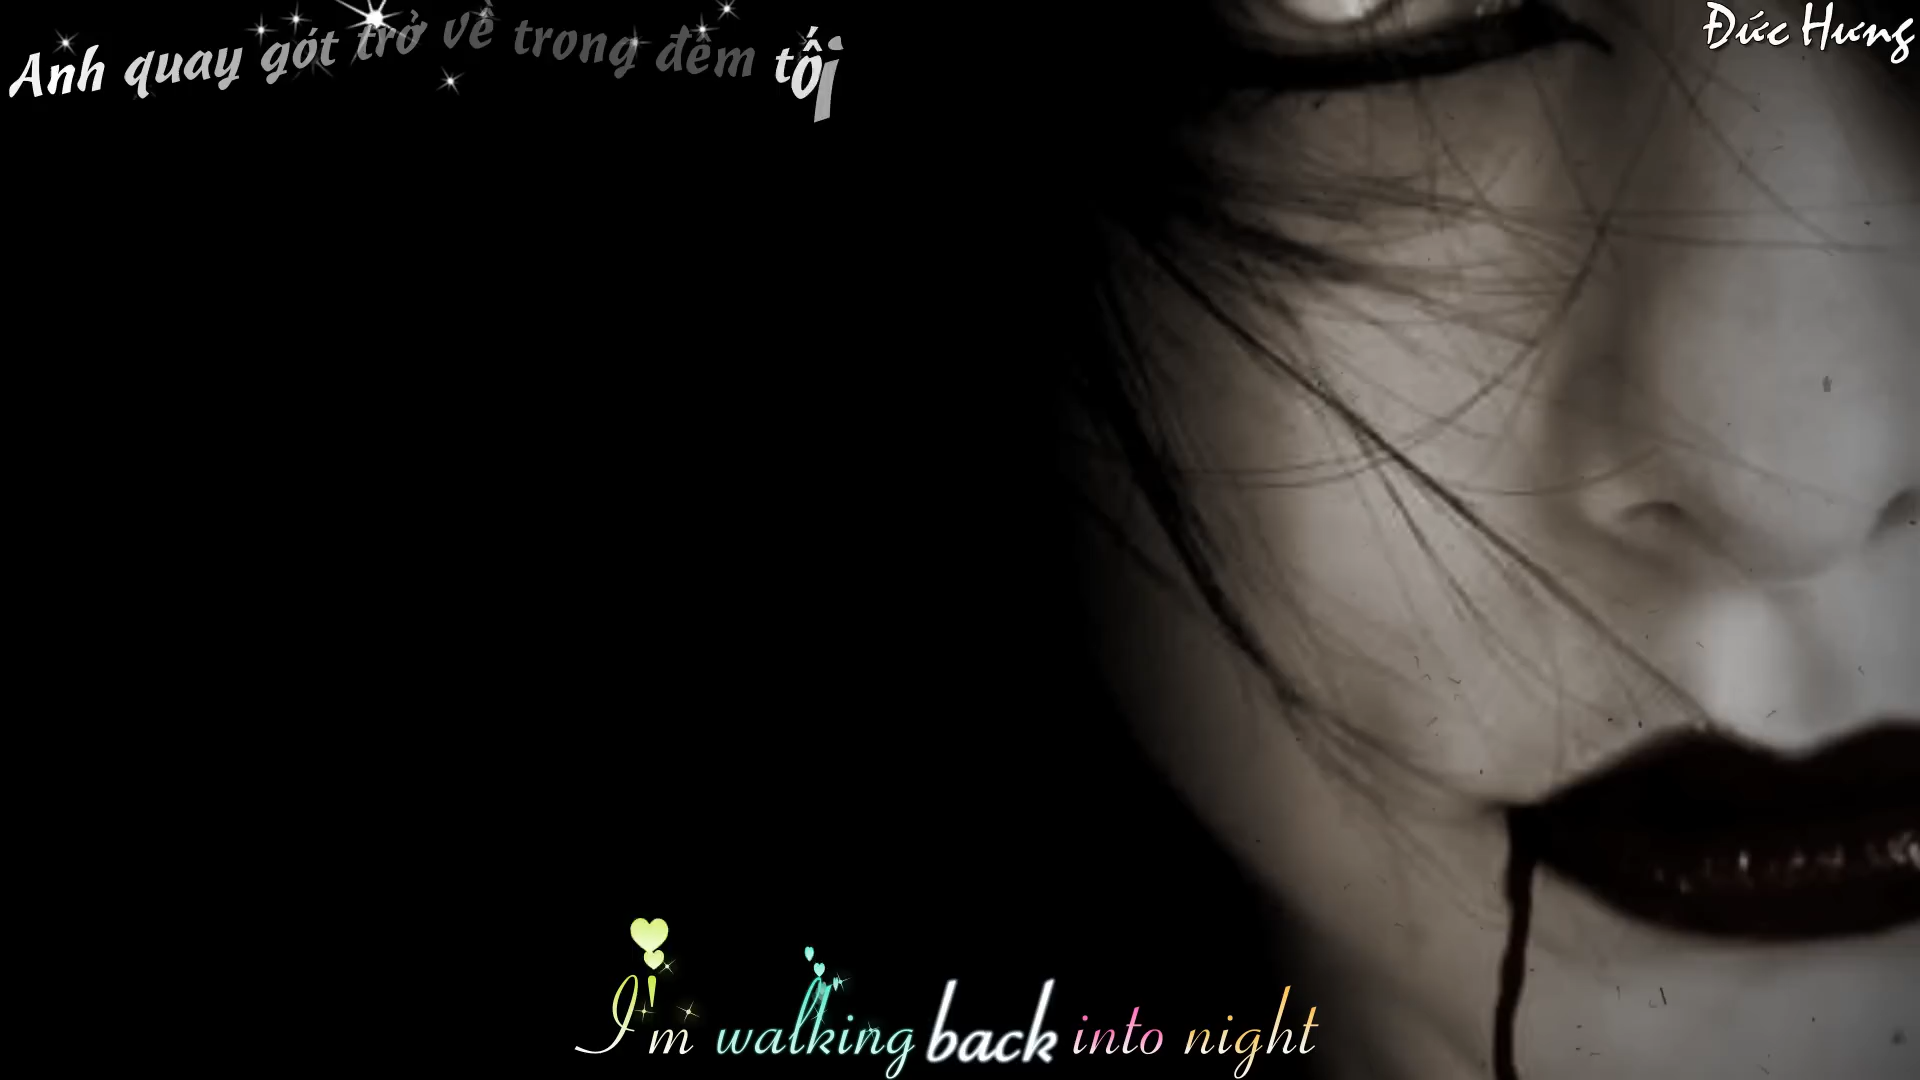 Anh quay gót trở về trong đêm tối
Đức Hưng
I'm walking back into night